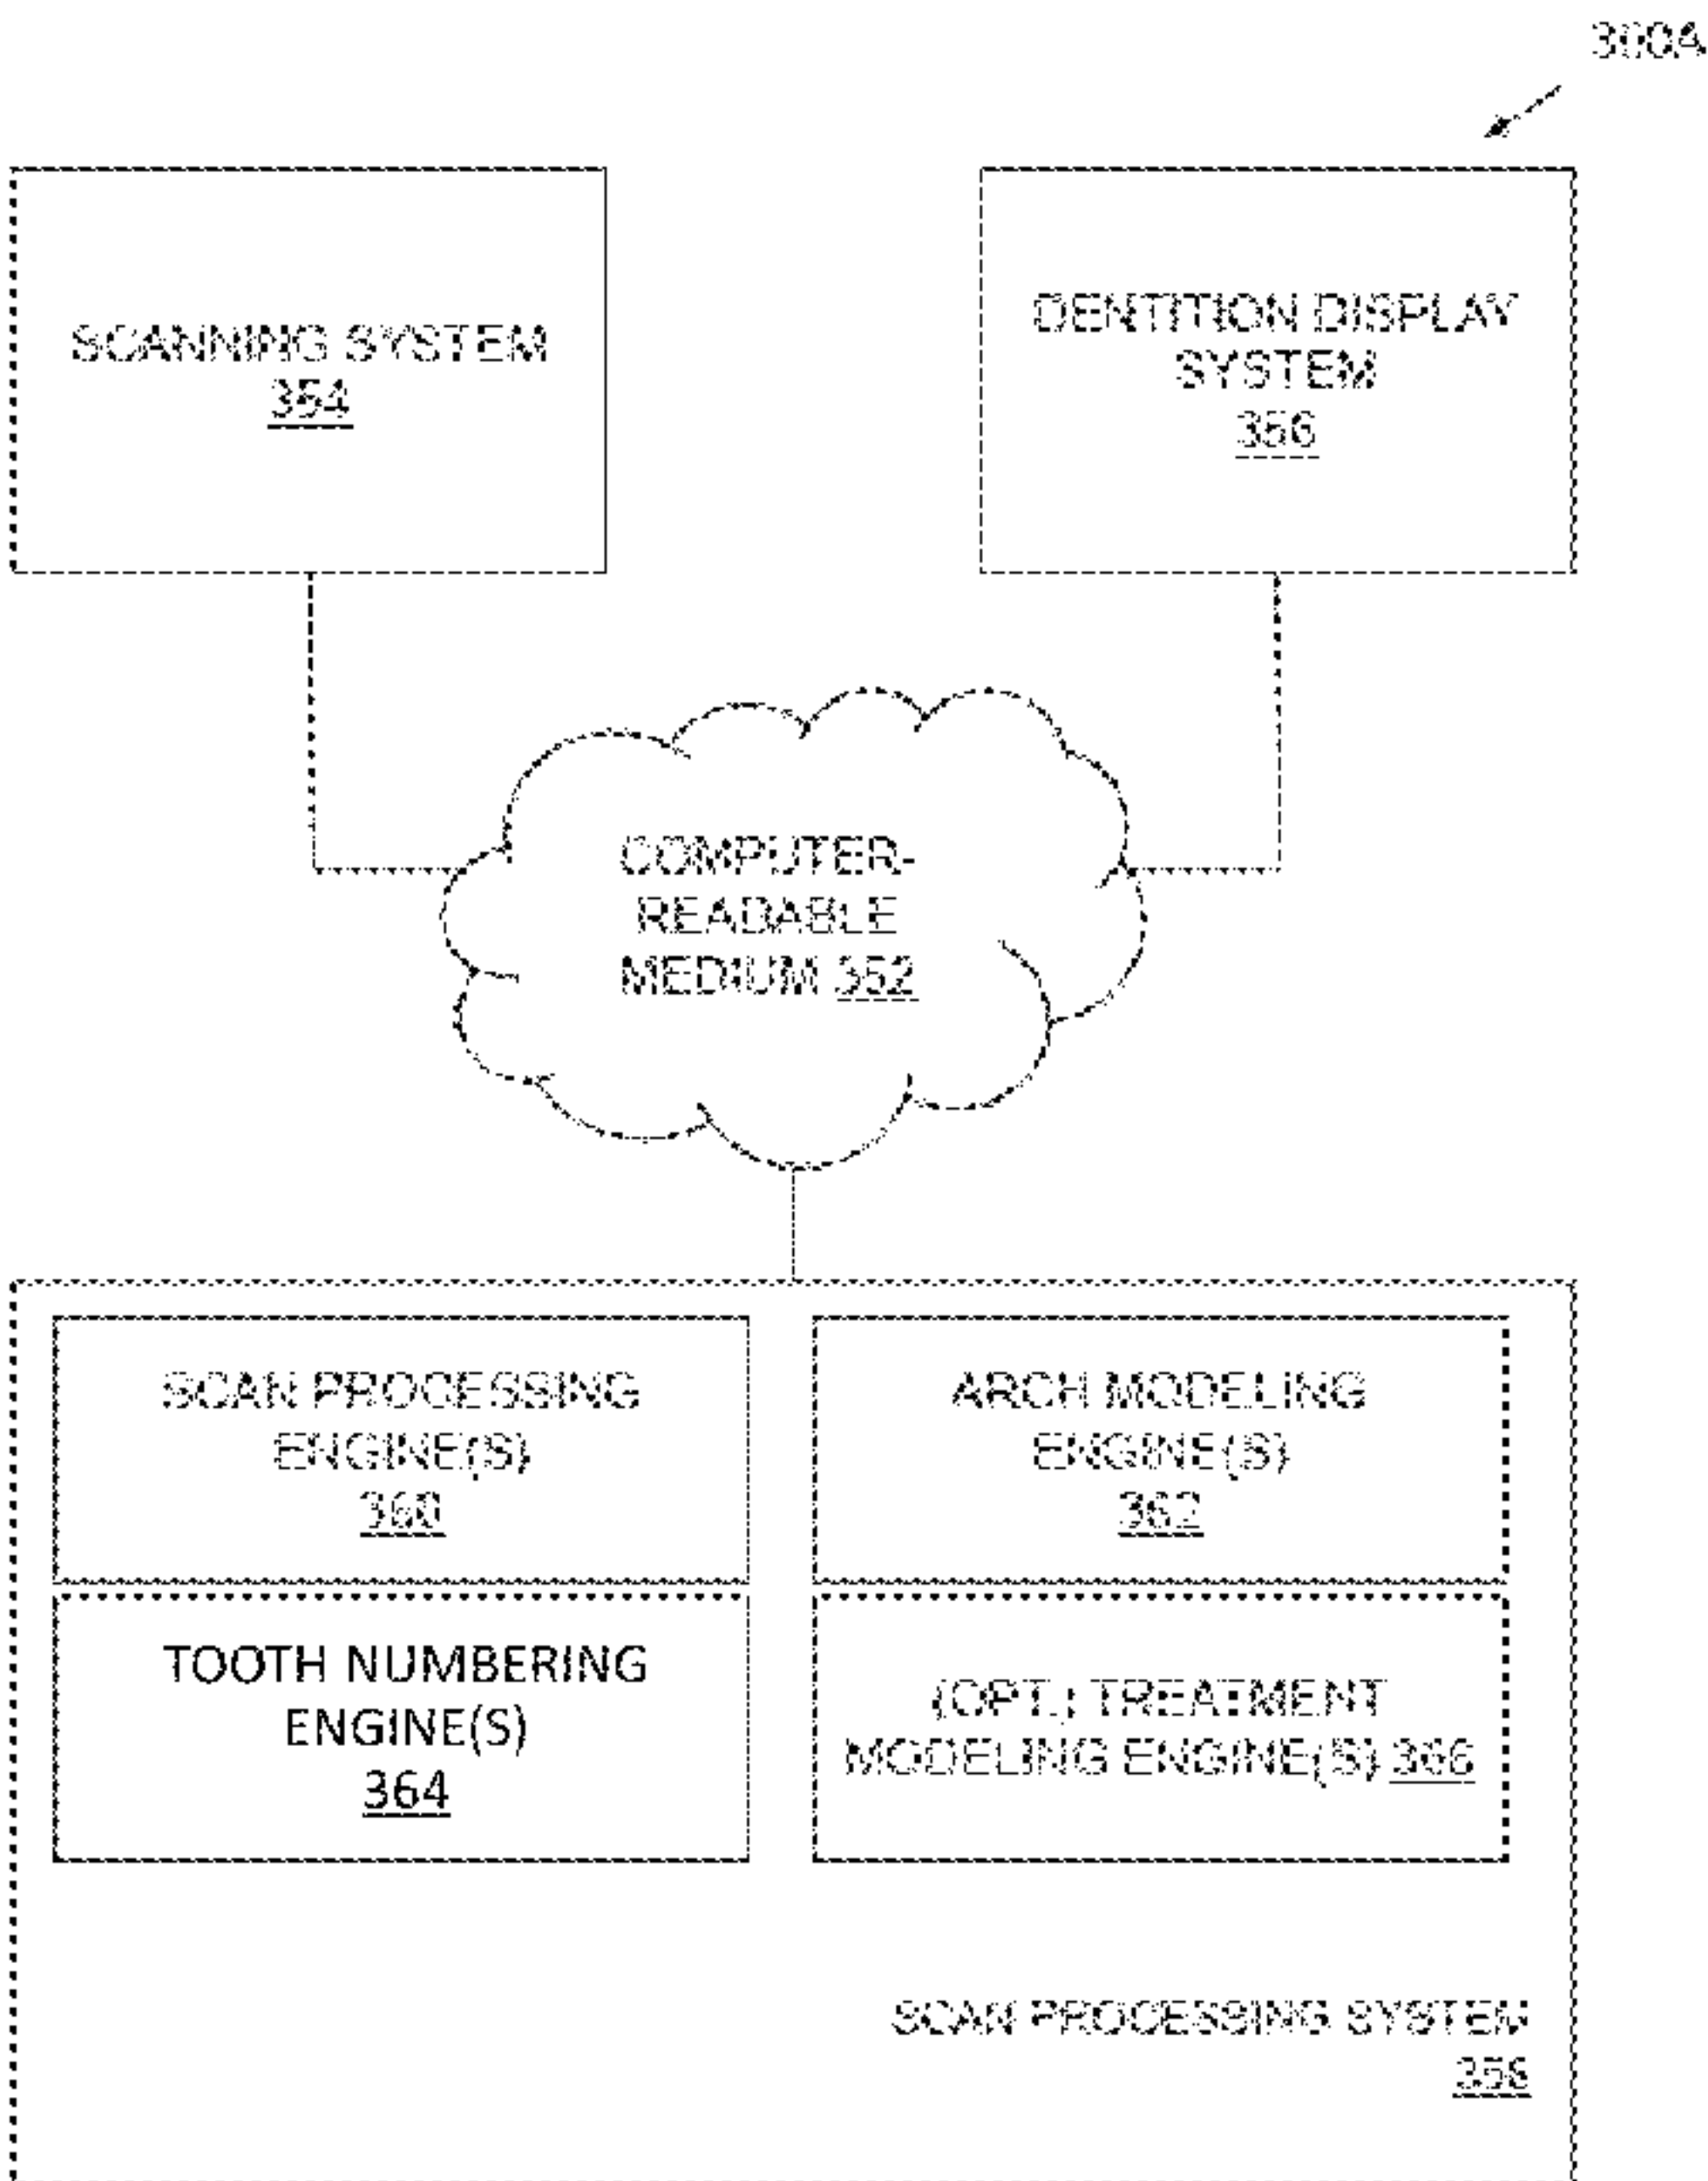 300A
SCANNING SYSTEM
354
DENTITION DISPLAY
SYSTEM
356
COMPUTER-
READABLE
MEDIUM 352
SCAN PROCESSING
ENGINE(S)
360
ARCH MODELING
ENGINE(S)
362
TOOTH NUMBERING
ENGINE(S)
364
(OPT.) TREATMENT
MODELING ENGINE(S) 366
SCAN PROCESSING SYSTEM
358